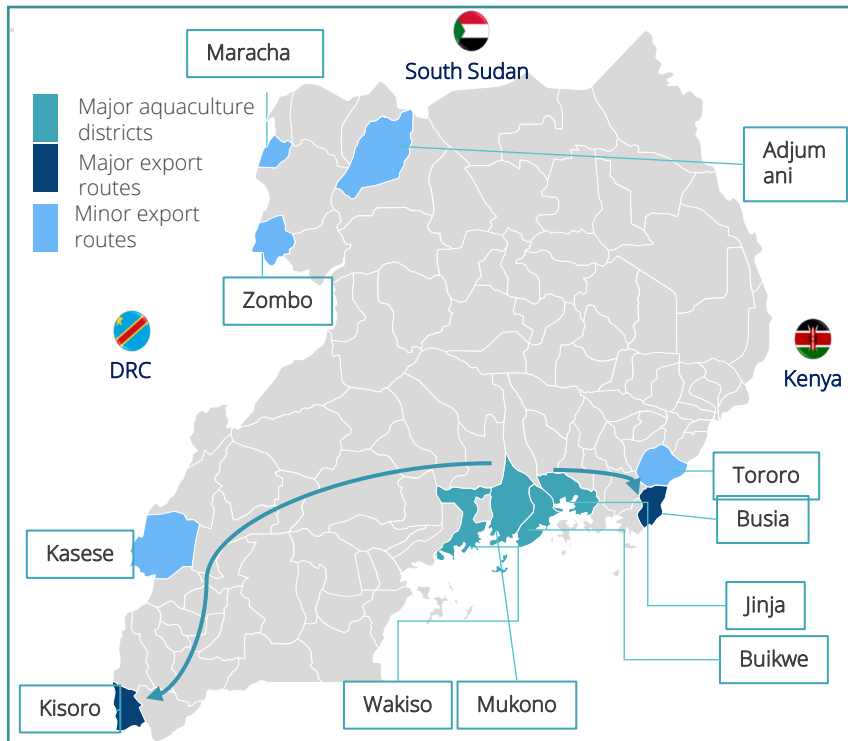 Maracha
South Sudan
Major aquaculture
districts
Major export
routes
Minor export
routes
Adjum
ani
Zombo
DRC
Kenya
Tororo
Busia
Kasese
Jinja
Buikwe
Kisoro
Wakiso
Mukono